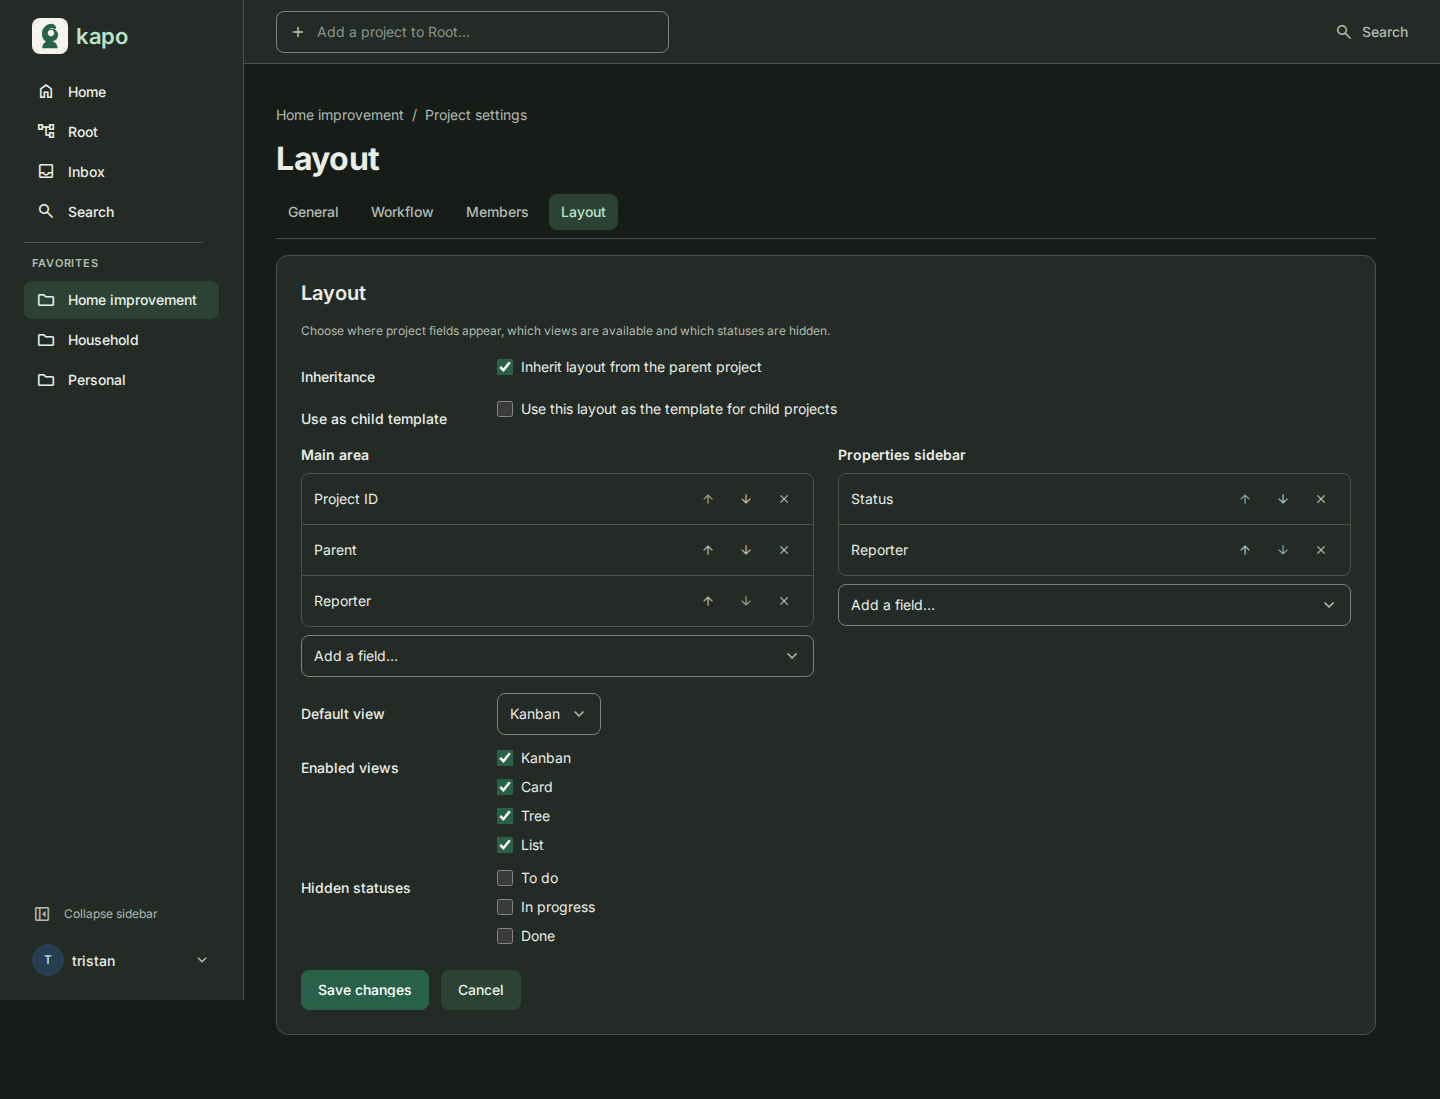 kapo
Add a project to Root...
Search
Home
Root
Inbox
Search
FAVORITES
Home improvement
Household
Personal
Collapse sidebar
T
tristan
Home improvement / Project settings
Layout
General
Workflow
Members
Layout
Layout
Choose where project fields appear, which views are available and which statuses are hidden.
Inheritance
Inherit layout from the parent project
Use as child template
Use this layout as the template for child projects
Main area
Project ID
Parent
Reporter
Add a field...
Properties sidebar
Status
Reporter
Add a field...
Default view
Kanban
Enabled views
Kanban
Card
Tree
List
Hidden statuses
To do
In progress
Done
Save changes
Cancel